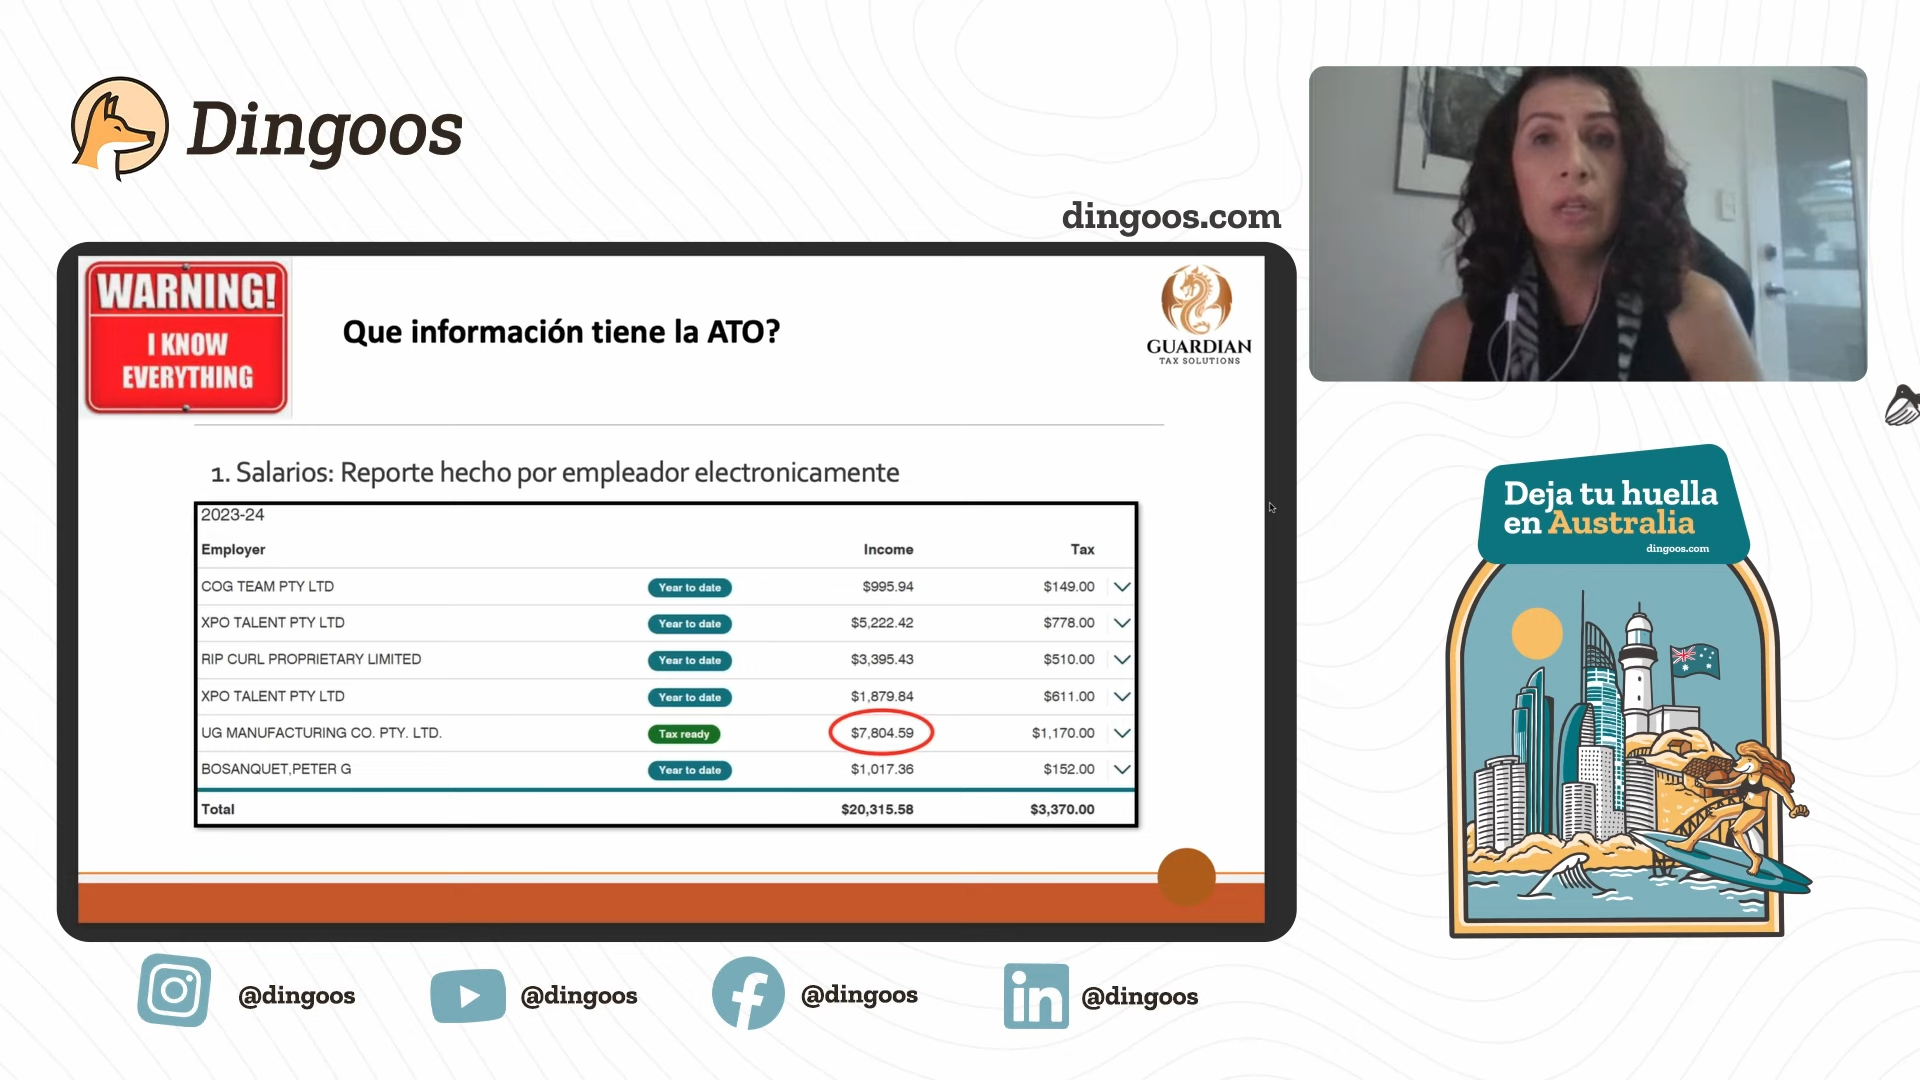 Dingoos
dingoos.com
WARNING!
I KNOW
EVERYTHING
Que información tiene la ATO?
GUARDIAN
TAX SOLUTIONS
1. Salarios: Reporte hecho por empleador electronicamente
2023-24
Employer Income Tax
COG TEAM PTY LTD Year to date $995.94 $149.00
XPO TALENT PTY LTD Year to date $5,222.42 $778.00
RIP CURL PROPRIETARY LIMITED Year to date $3,395.43 $510.00
XPO TALENT PTY LTD Year to date $1,879.84 $611.00
UG MANUFACTURING CO. PTY. LTD. Tax ready $7,804.59 $1,170.00
BOSANQUET,PETER G Year to date $1,017.36 $152.00
Total $20,315.58 $3,370.00
Deja tu huella
en Australia
dingoos.com
@dingoos
@dingoos
@dingoos
in @dingoos